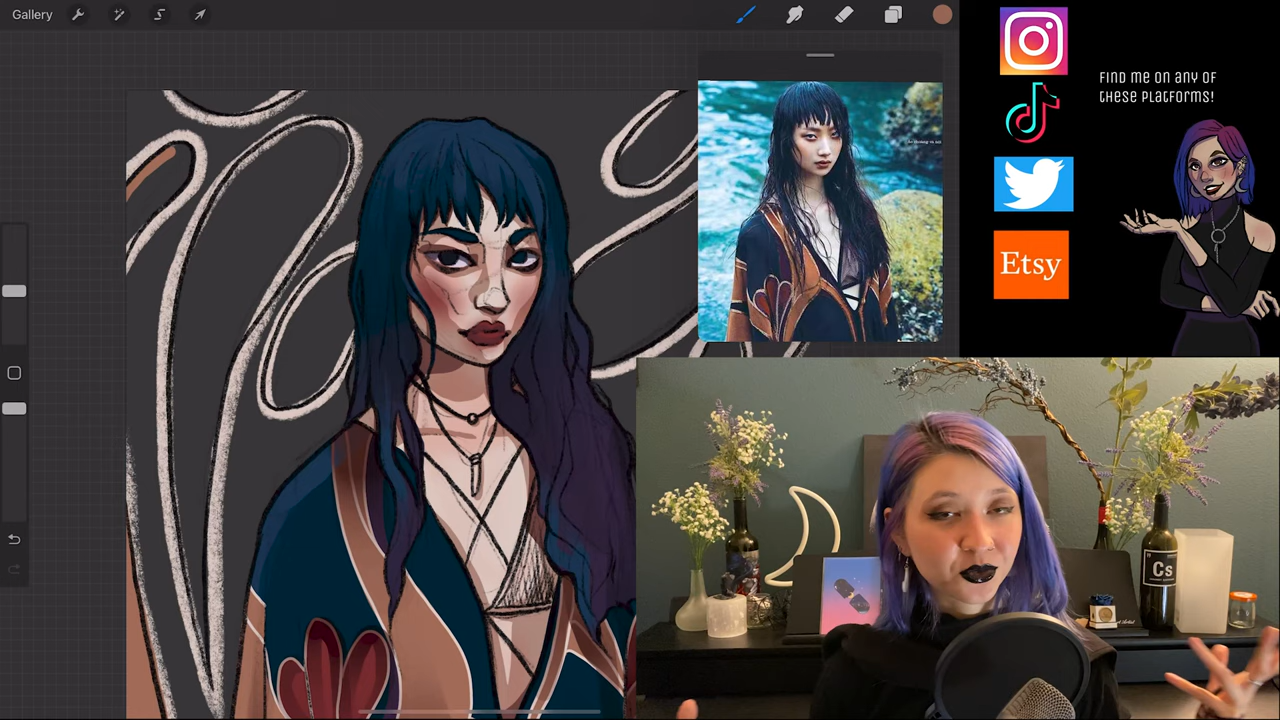 Gallery
FIND ME ON ANY OF
THESE PLATFORMS!
Etsy
Cs